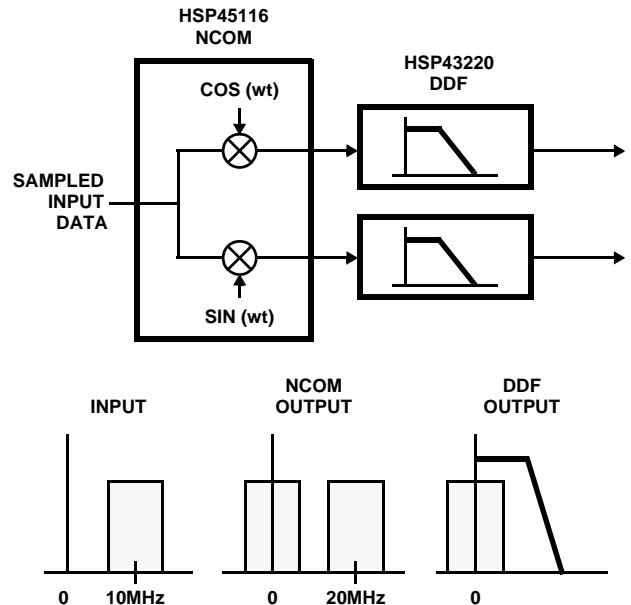 HSP45116
NCOM
HSP43220
DDF
COS (wt)
SAMPLED
INPUT
DATA
SIN (wt)
INPUT
NCOM
OUTPUT
DDF
OUTPUT
0 10MHz
0 20MHz
0